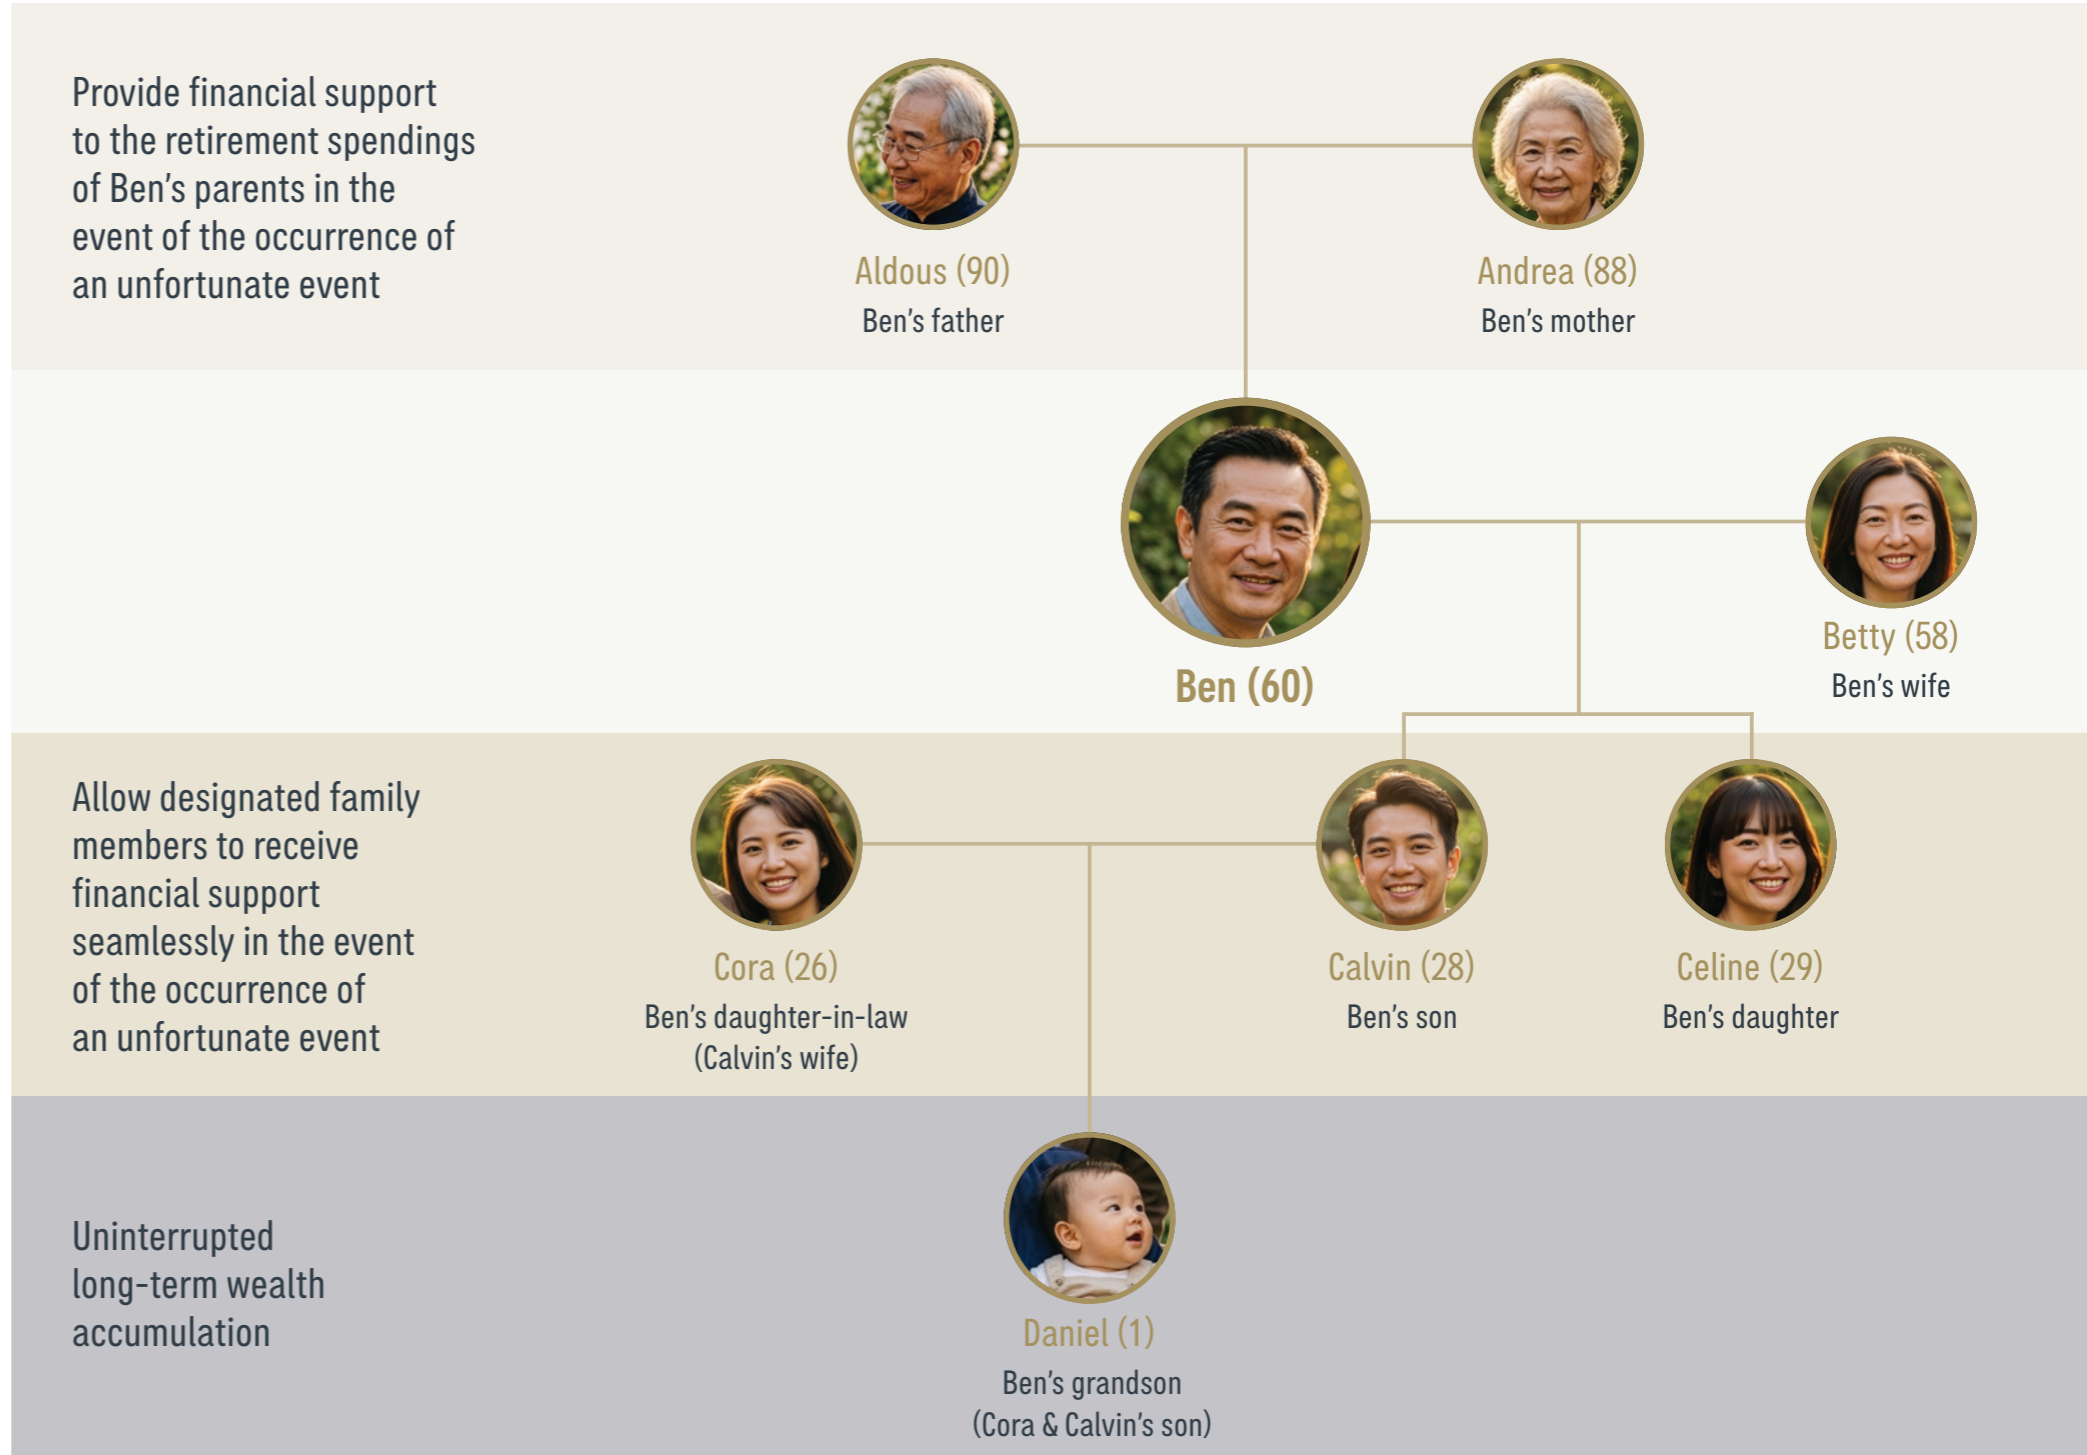 Provide financial support
to the retirement spendings
of Ben’s parents in the
event of the occurrence of
an unfortunate event
Aldous (90)
Ben’s father
Andrea (88)
Ben’s mother
Ben (60)
Betty (58)
Ben’s wife
Allow designated family
members to receive
financial support
seamlessly in the event
of the occurrence of
an unfortunate event
Cora (26)
Ben’s daughter-in-law
(Calvin’s wife)
Calvin (28)
Ben’s son
Celine (29)
Ben’s daughter
Uninterrupted
long-term wealth
accumulation
Daniel (1)
Ben’s grandson
(Cora & Calvin’s son)